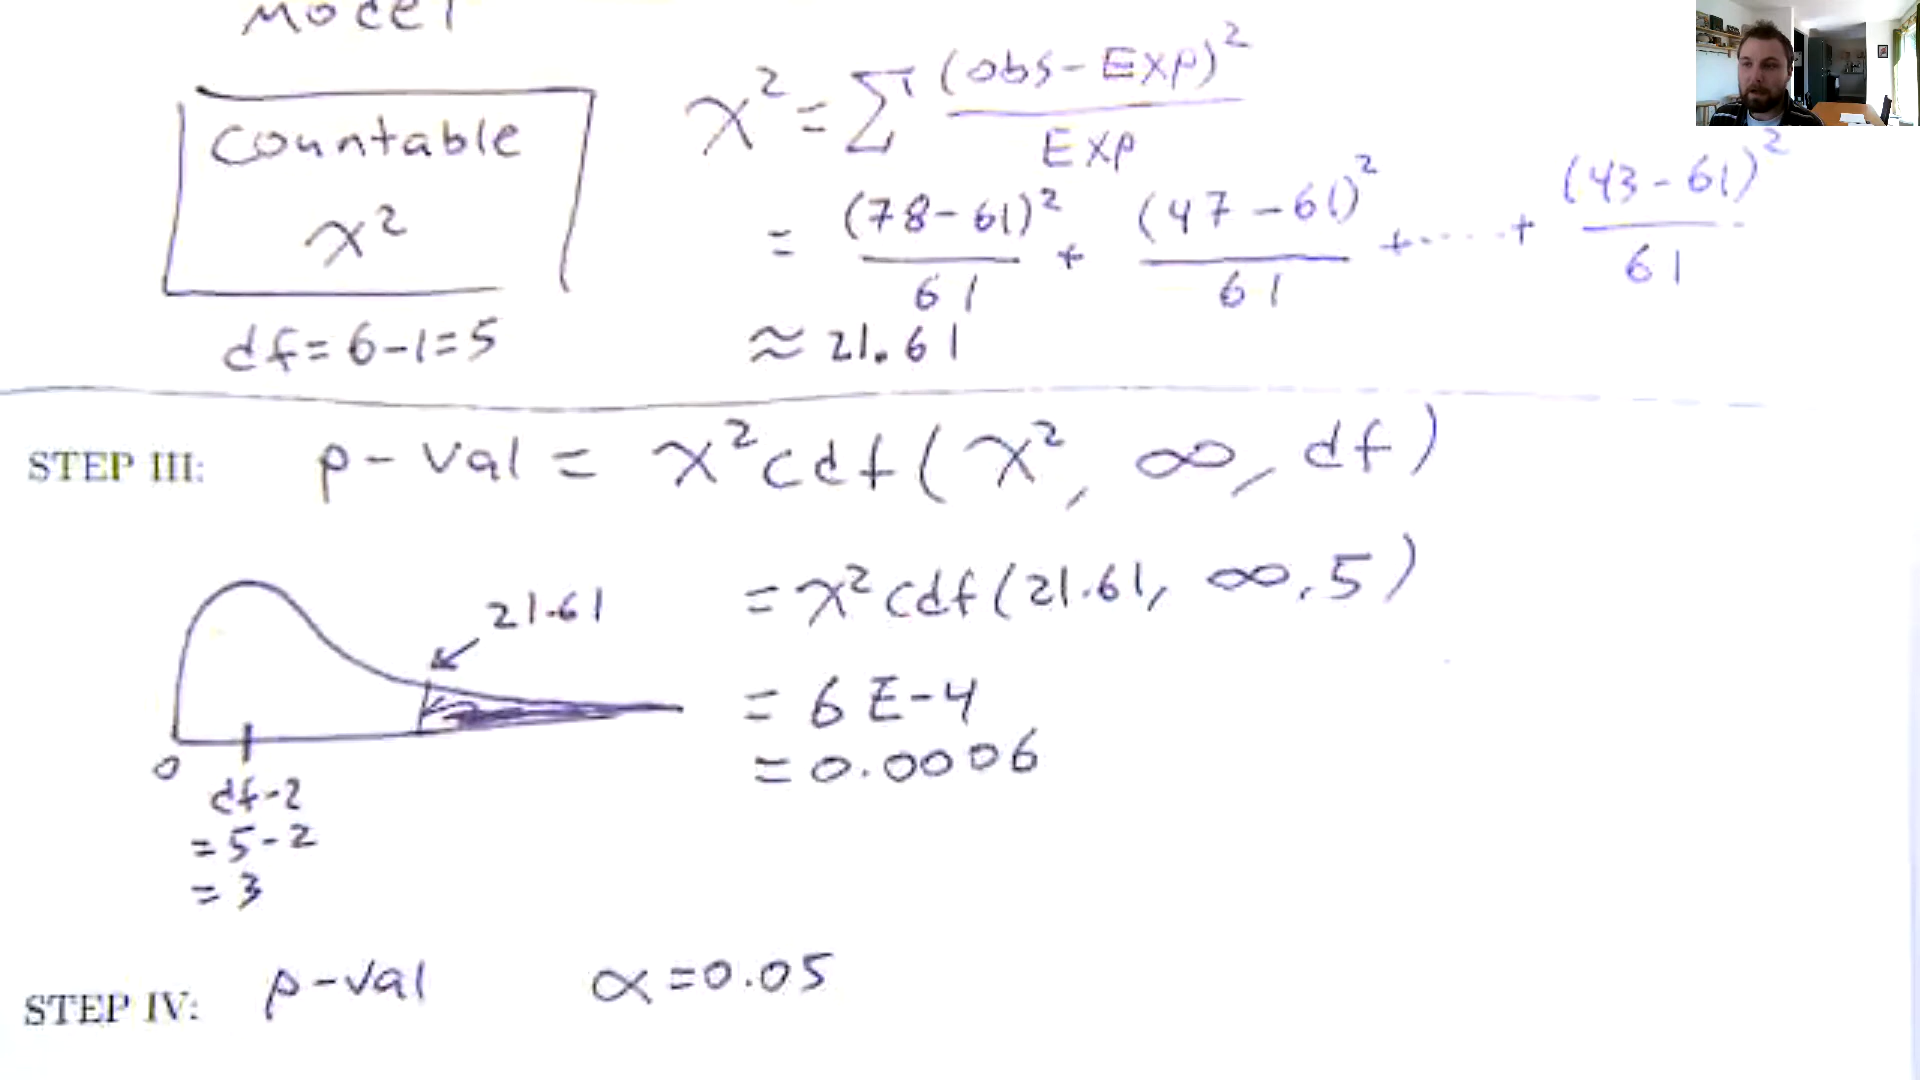 Model
Countable
χ²
df = 6-1 = 5
χ² = Σ (obs - Exp)² / Exp
= (78-61)² / 61 + (47-61)² / 61 + ..... + (43-61)² / 61
≈ 21.61
STEP III: p-val = χ²cdf(χ², ∞, df)
= χ²cdf(21.61, ∞, 5)
= 6E-4
= 0.0006
21.61
0
df-2
= 5-2
= 3
STEP IV: p-val α = 0.05